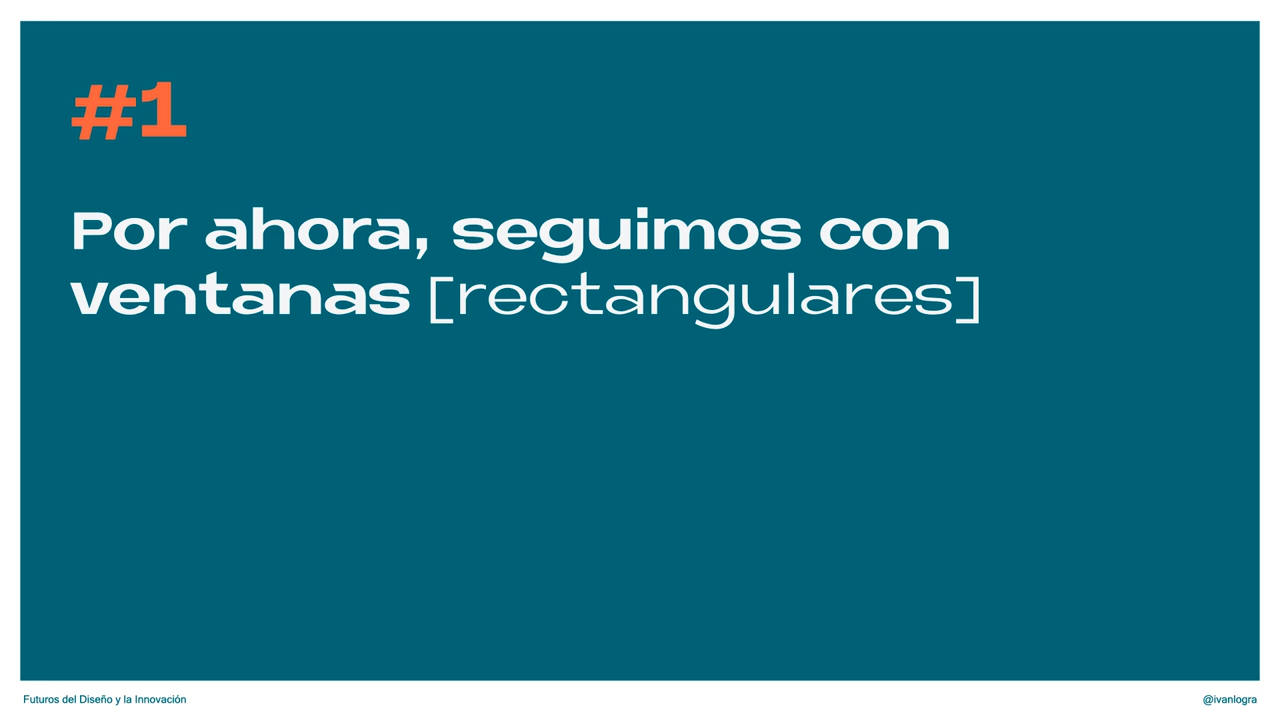 #1
Por ahora, seguimos con
ventanas [rectangulares]
Futuros del Diseño y la Innovación
@ivanlogra